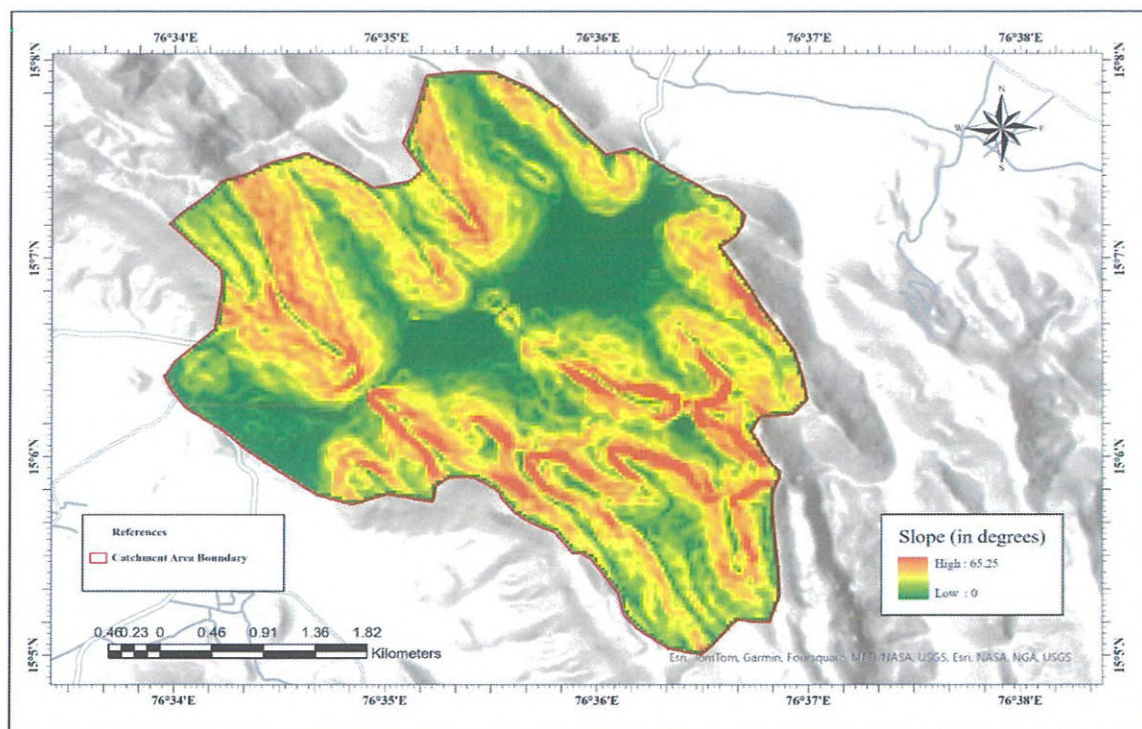 76°34'E 76°35'E 76°36'E 76°37'E 76°38'E
15°8'N 15°8'N
N
W E
S
15°7'N 15°7'N
15°6'N 15°6'N
References
Catchment Area Boundary
Slope (in degrees)
High : 65.25
Low : 0
0.46 0.23 0 0.46 0.91 1.36 1.82
Kilometers
Esri, TomTom, Garmin, Foursquare, METI/NASA, USGS, Esri, NASA, NGA, USGS
15°5'N 15°5'N
76°34'E 76°35'E 76°36'E 76°37'E 76°38'E